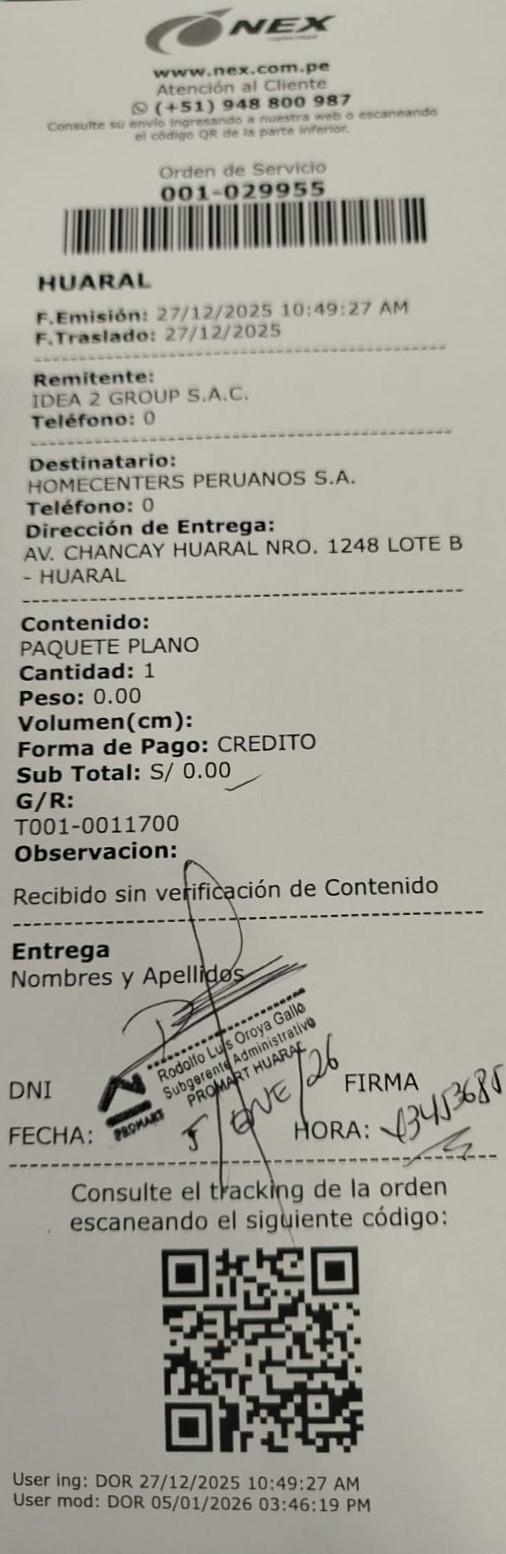 NEX
www.nex.com.pe
Atención al Cliente
(+51) 948 800 987
Consulte su envío ingresando a nuestra web o escaneando
el código QR de la parte inferior.
Orden de Servicio
001-029955
HUARAL
F.Emisión: 27/12/2025 10:49:27 AM
F.Traslado: 27/12/2025
Remitente:
IDEA 2 GROUP S.A.C.
Teléfono: 0
Destinatario:
HOMECENTERS PERUANOS S.A.
Teléfono: 0
Dirección de Entrega:
AV. CHANCAY HUARAL NRO. 1248 LOTE B
- HUARAL
Contenido:
PAQUETE PLANO
Cantidad: 1
Peso: 0.00
Volumen(cm):
Forma de Pago: CREDITO
Sub Total: S/ 0.00
G/R:
T001-0011700
Observacion:
Recibido sin verificación de Contenido
Entrega
Nombres y Apellidos
Rodolfo Luis Oroya Gallo
Subgerente Administrativo
PROMART HUARAL
PROMART
DNI
FIRMA
5/ENE/26
FECHA:
HORA:
Consulte el tracking de la orden
escaneando el siguiente código:
User ing: DOR 27/12/2025 10:49:27 AM
User mod: DOR 05/01/2026 03:46:19 PM